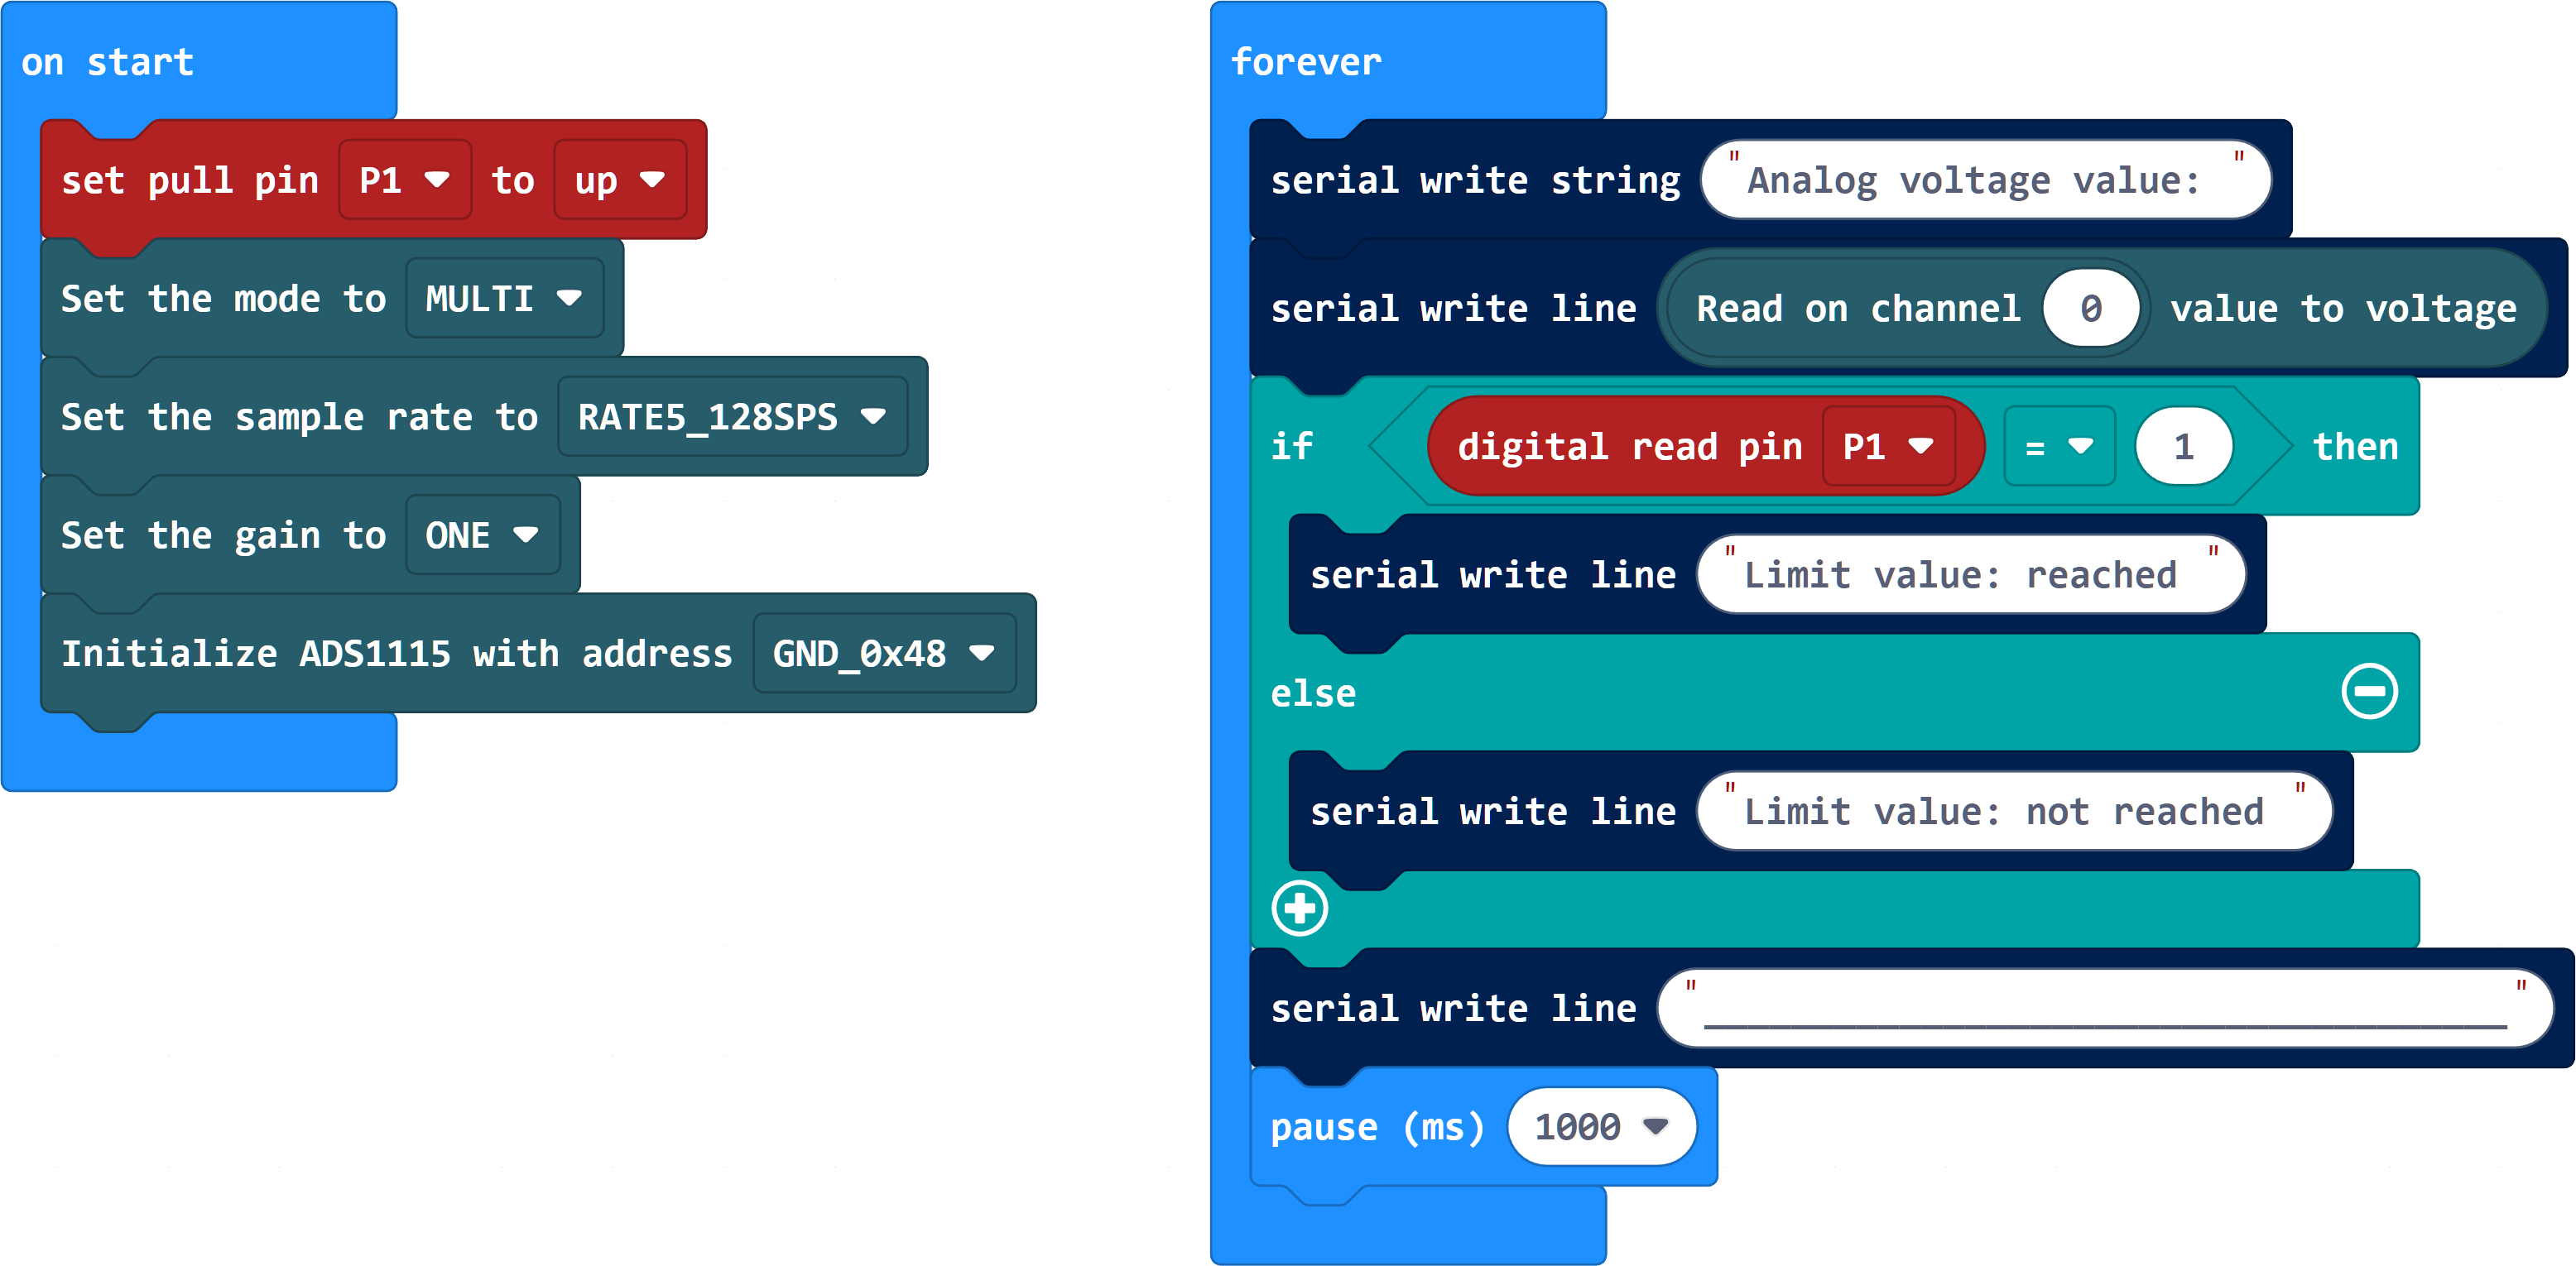 on start
set pull pin P1 to up
Set the mode to MULTI
Set the sample rate to RATE5_128SPS
Set the gain to ONE
Initialize ADS1115 with address GND_0x48
forever
serial write string "Analog voltage value: "
serial write line Read on channel 0 value to voltage
if digital read pin P1 = 1 then
serial write line "Limit value: reached "
else
serial write line "Limit value: not reached "
serial write line "_____________________________________"
pause (ms) 1000